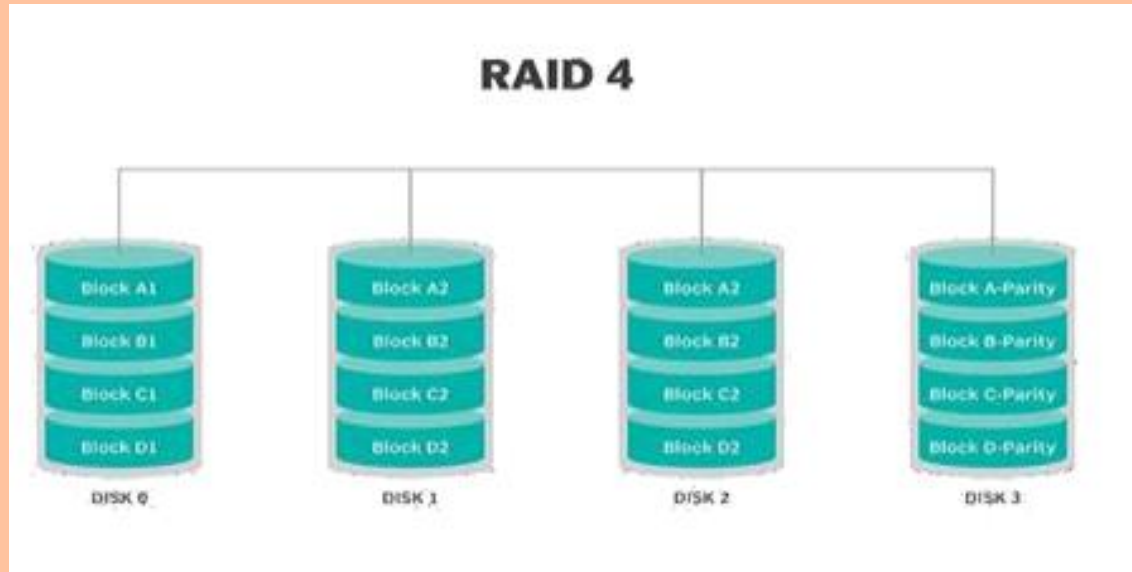 RAID 4
Block A1
Block B1
Block C1
Block D1
DISK 0
Block A2
Block B2
Block C2
Block D2
DISK 1
Block A2
Block B2
Block C2
Block D2
DISK 2
Block A-Parity
Block B-Parity
Block C-Parity
Block D-Parity
DISK 3